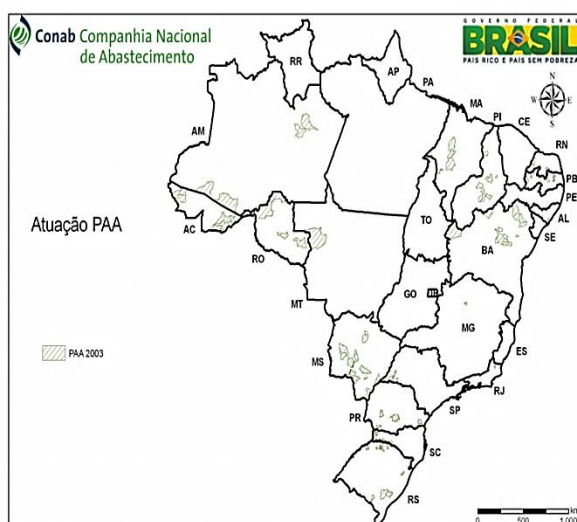 Conab Companhia Nacional
de Abastecimento
GOVERNO FEDERAL
BRASIL
PAÍS RICO É PAÍS SEM POBREZA
N
W E
S
RR
AP
PA
MA
PI
CE
RN
PB
PE
AL
SE
AM
AC
RO
TO
BA
MT
GO
DF
MG
ES
MS
RJ
SP
PR
SC
RS
Atuação PAA
PAA 2003
km
0 500 1.000